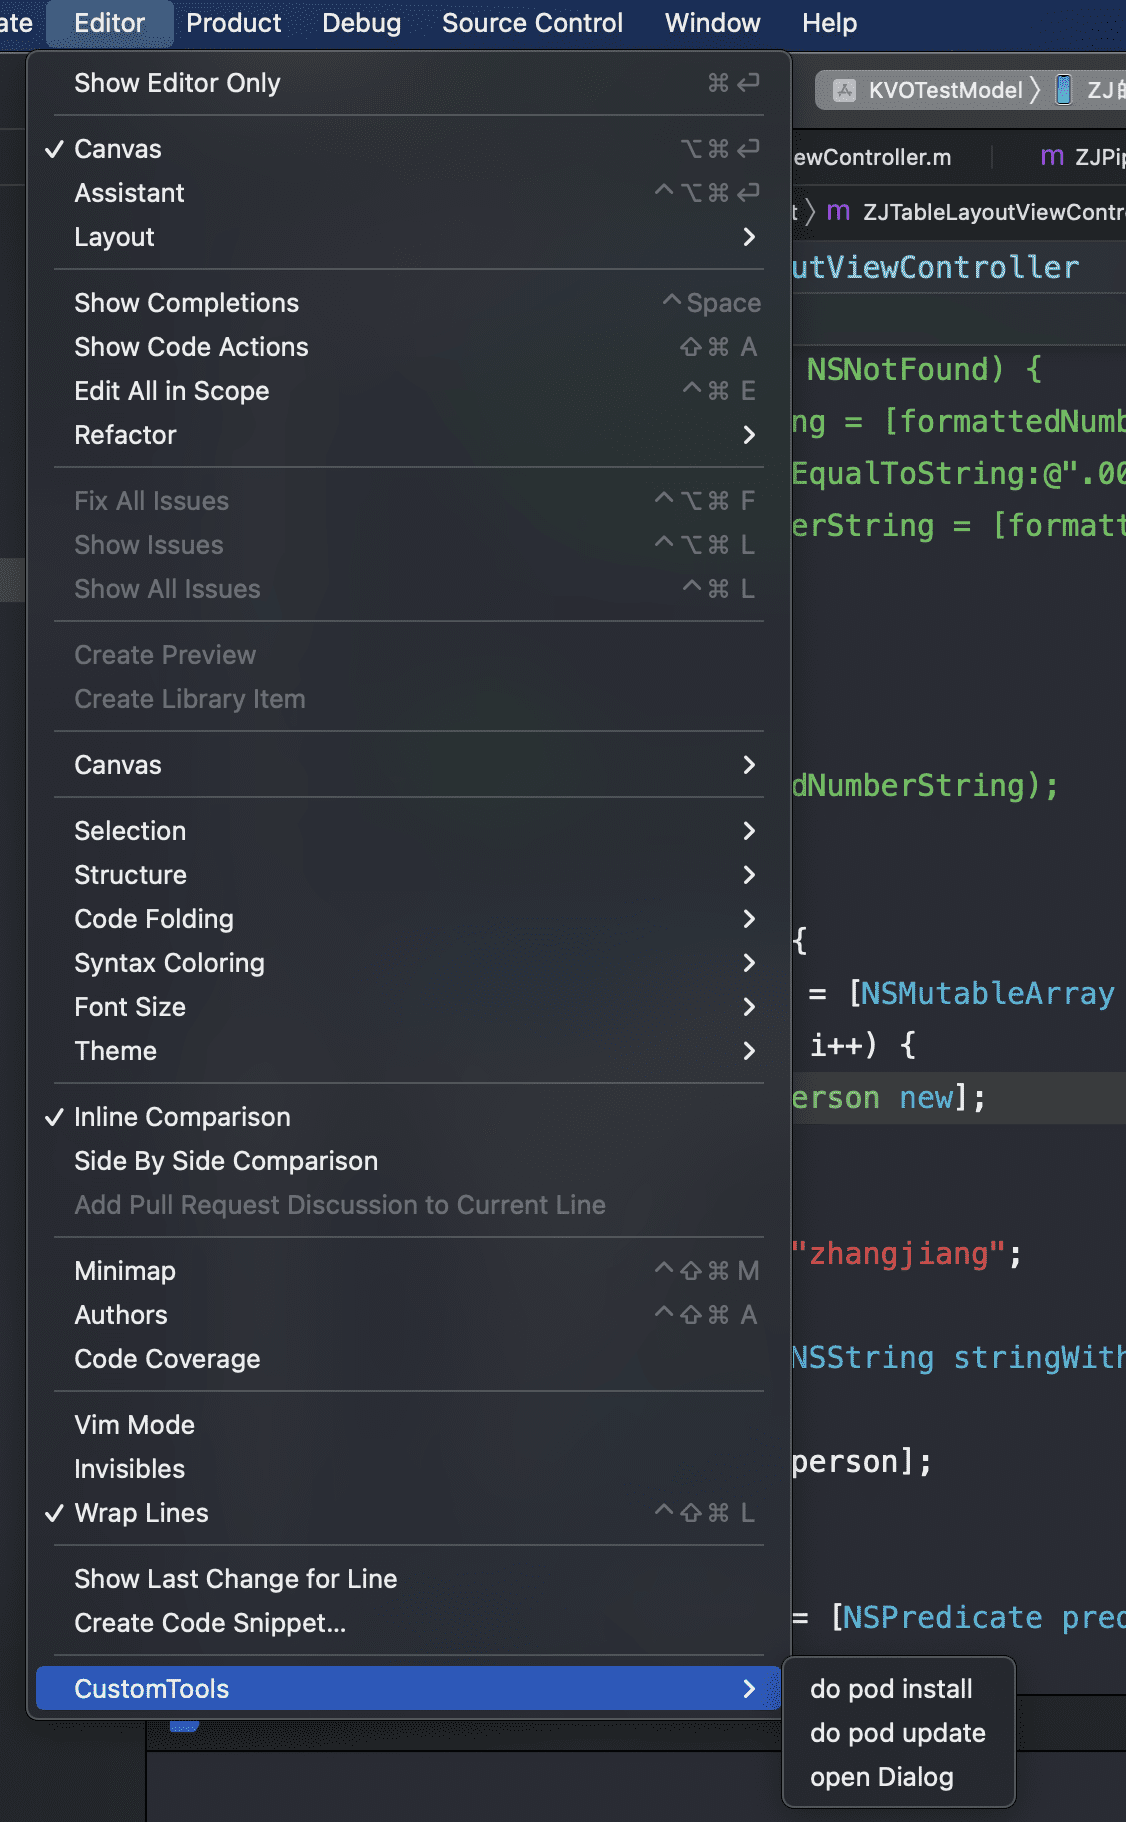 ate Editor Product Debug Source Control Window Help
Show Editor Only ⌘ ↩
KVOTestModel 〉 ZJ的
✓ Canvas ⌥ ⌘ ↩
ewController.m m ZJPip
Assistant ^ ⌥ ⌘ ↩
t 〉 m ZJTableLayoutViewContr
Layout >
utViewController
Show Completions ^ Space
Show Code Actions ⇧ ⌘ A
NSNotFound) {
Edit All in Scope ^ ⌘ E
ng = [formattedNumb
Refactor >
EqualToString:@".00
Fix All Issues ^ ⌥ ⌘ F
erString = [formatt
Show Issues ^ ⌥ ⌘ L
Show All Issues ^ ⌘ L
Create Preview
Create Library Item
Canvas >
dNumberString);
Selection >
Structure >
Code Folding >
{
Syntax Coloring >
= [NSMutableArray
Font Size >
Theme >
i++) {
erson new];
✓ Inline Comparison
Side By Side Comparison
Add Pull Request Discussion to Current Line
"zhangjiang";
Minimap ^ ⇧ ⌘ M
Authors ^ ⇧ ⌘ A
Code Coverage
NSString stringWith
Vim Mode
person];
Invisibles
✓ Wrap Lines ^ ⇧ ⌘ L
Show Last Change for Line
Create Code Snippet...
= [NSPredicate pred
CustomTools >
do pod install
do pod update
open Dialog